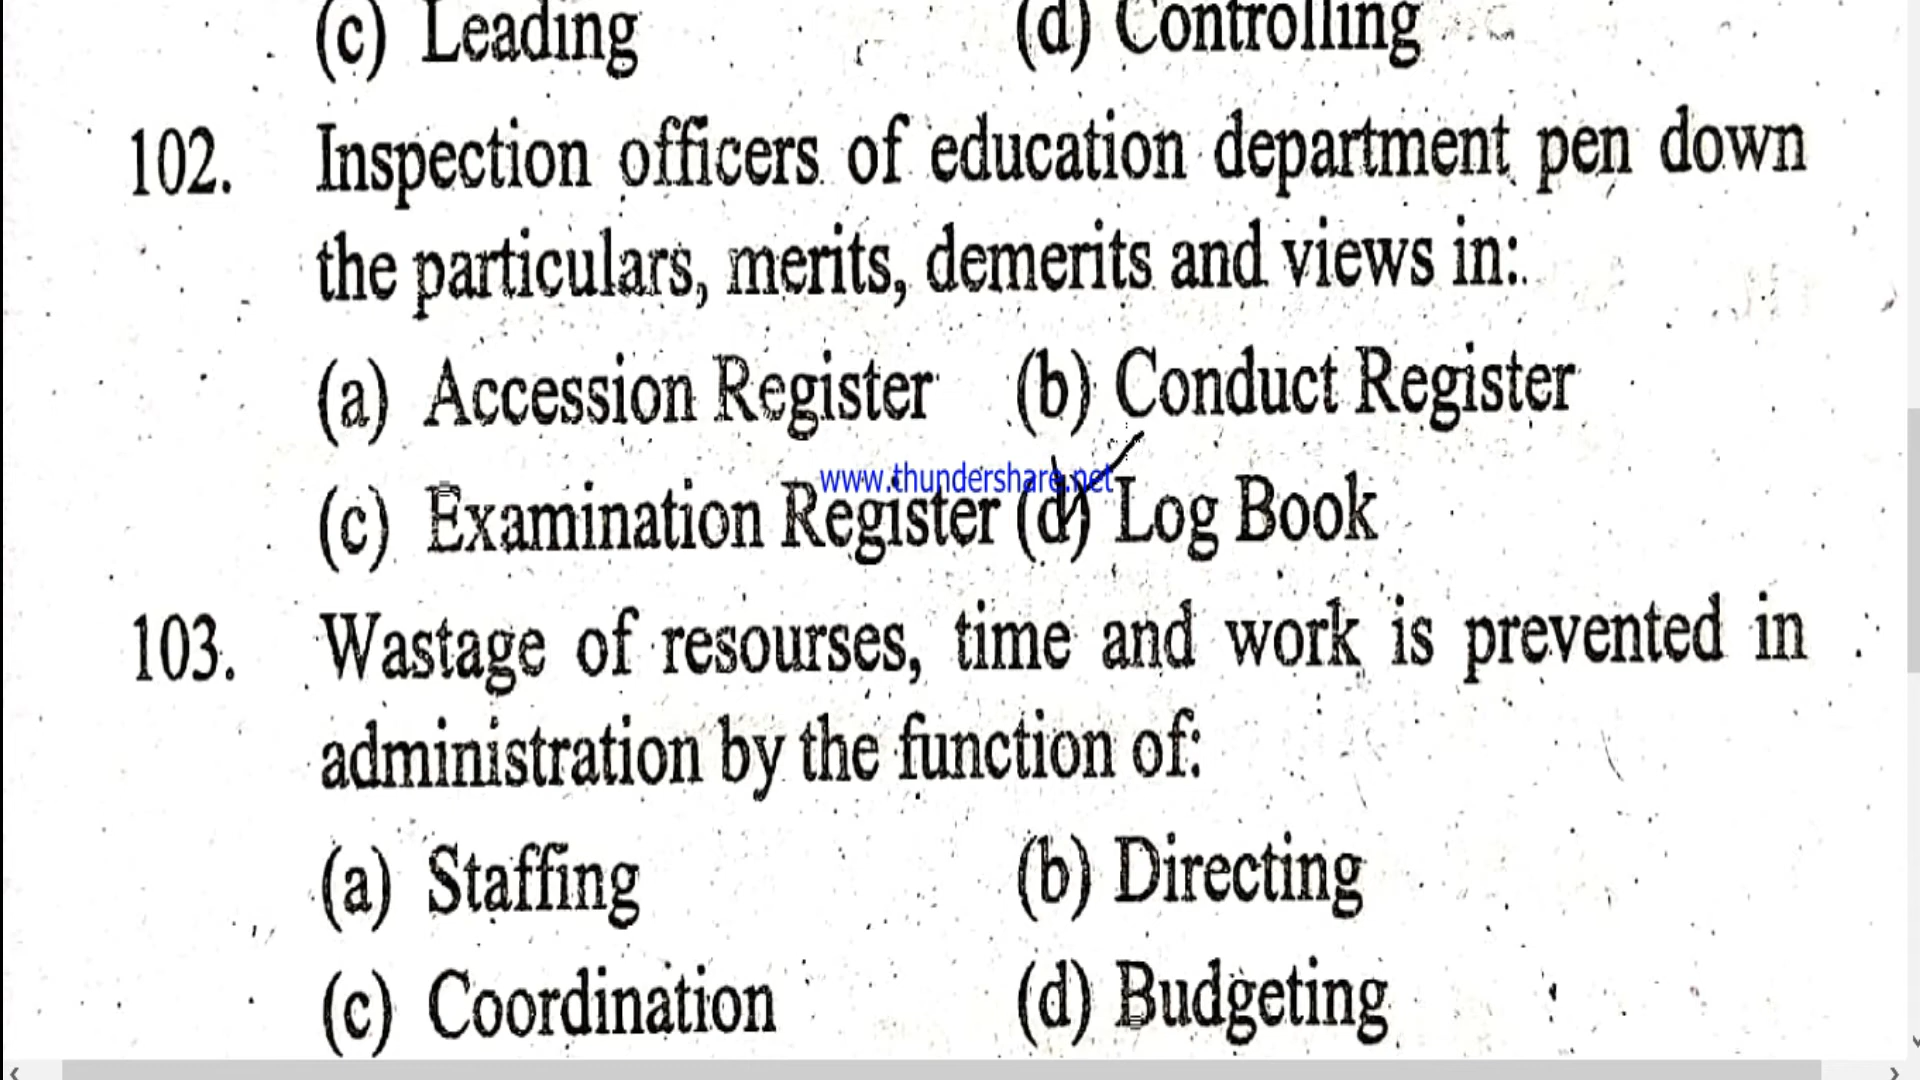 (c) Leading (d) Controlling
102. Inspection officers of education department pen down
the particulars, merits, demerits and views in:
(a) Accession Register (b) Conduct Register
www.thundershare.net
(c) Examination Register (d) Log Book
103. Wastage of resourses, time and work is prevented in
administration by the function of:
(a) Staffing (b) Directing
(c) Coordination (d) Budgeting